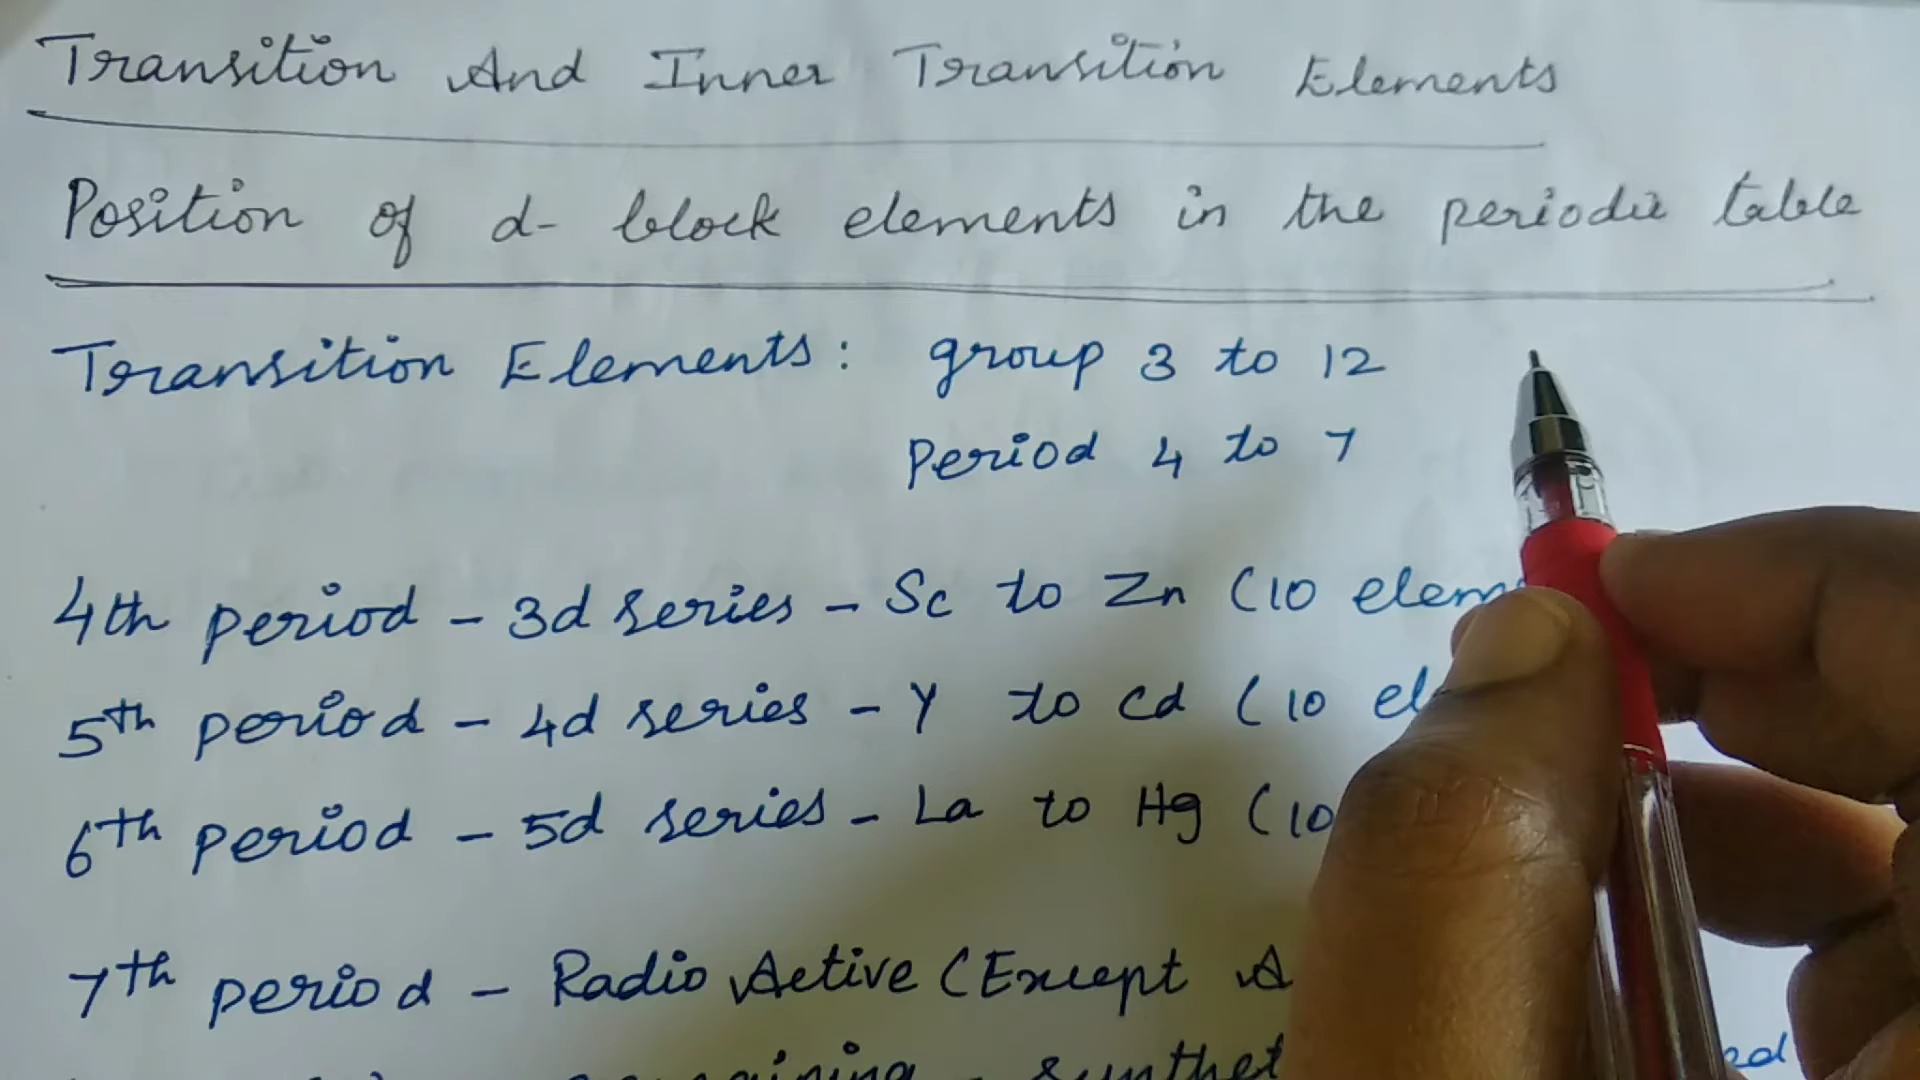 Transition And Inner Transition Elements
Position of d- block elements in the periodic table
Transition Elements: group 3 to 12
Period 4 to 7
4th period - 3d series - Sc to Zn (10 elem
5th period - 4d series - Y to Cd (10 el
6th period - 5d series - La to Hg (10
7th period - Radio Active (Except A